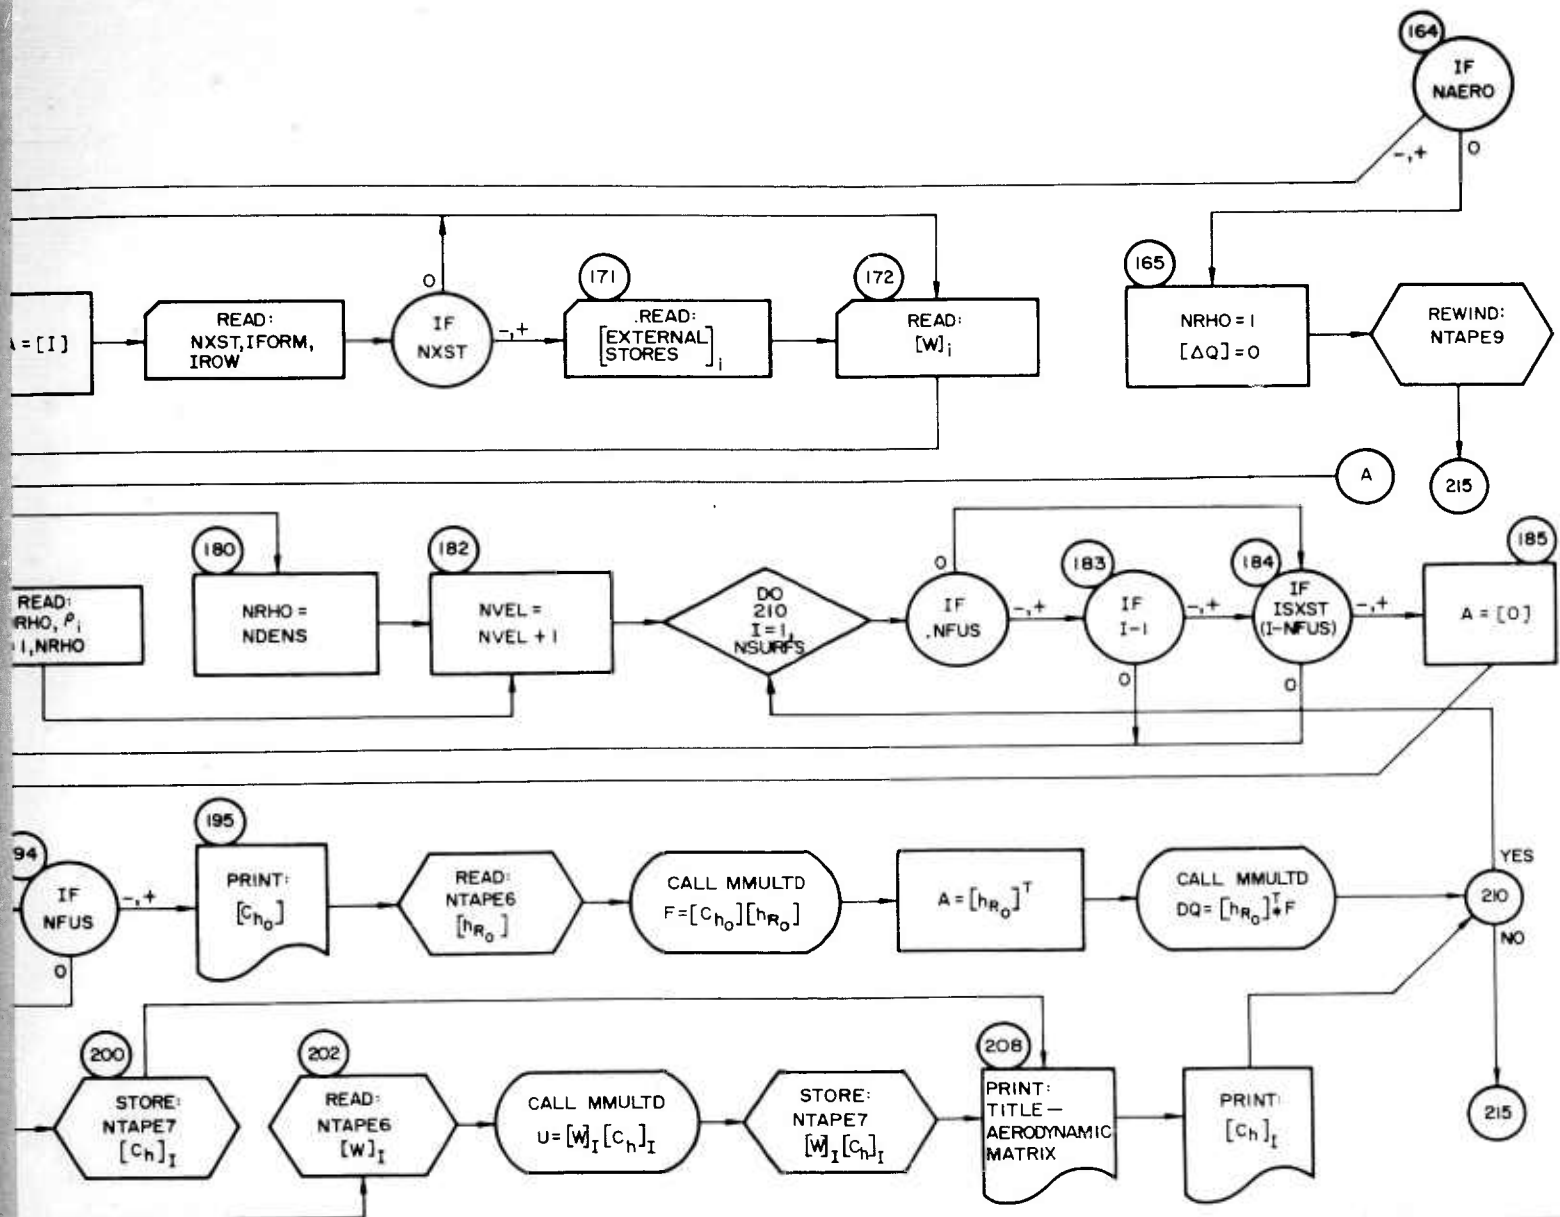 164
IF
NAERO
-,+
0
0
171
172
165
A = [I]
READ:
NXST, IFORM,
IROW
IF
NXST
-,+
.READ:
[EXTERNAL
STORES]i
READ:
[W]i
NRHO = 1
[ΔQ] = 0
REWIND:
NTAPE9
A
215
180
182
183
184
185
READ:
ρi
1, NRHO
NRHO =
NDENS
NVEL =
NVEL + 1
DO
210
I = 1,
NSURFS
0
IF
.NFUS
-,+
IF
I-1
-,+
0
IF
ISXST
(I-NFUS)
-,+
0
A = [O]
195
94
IF
NFUS
-,+
0
PRINT:
[Ch0]
READ:
NTAPE6
[hR0]
CALL MMULTD
F = [Ch0][hR0]
A = [hR0]T
CALL MMULTD
DQ = [hR0]T * F
YES
210
NO
200
202
208
STORE:
NTAPE7
[Ch]I
READ:
NTAPE6
[W]I
CALL MMULTD
U = [W]I [Ch]I
STORE:
NTAPE7
[W]I [Ch]I
PRINT:
TITLE —
AERODYNAMIC
MATRIX
PRINT:
[Ch]I
215